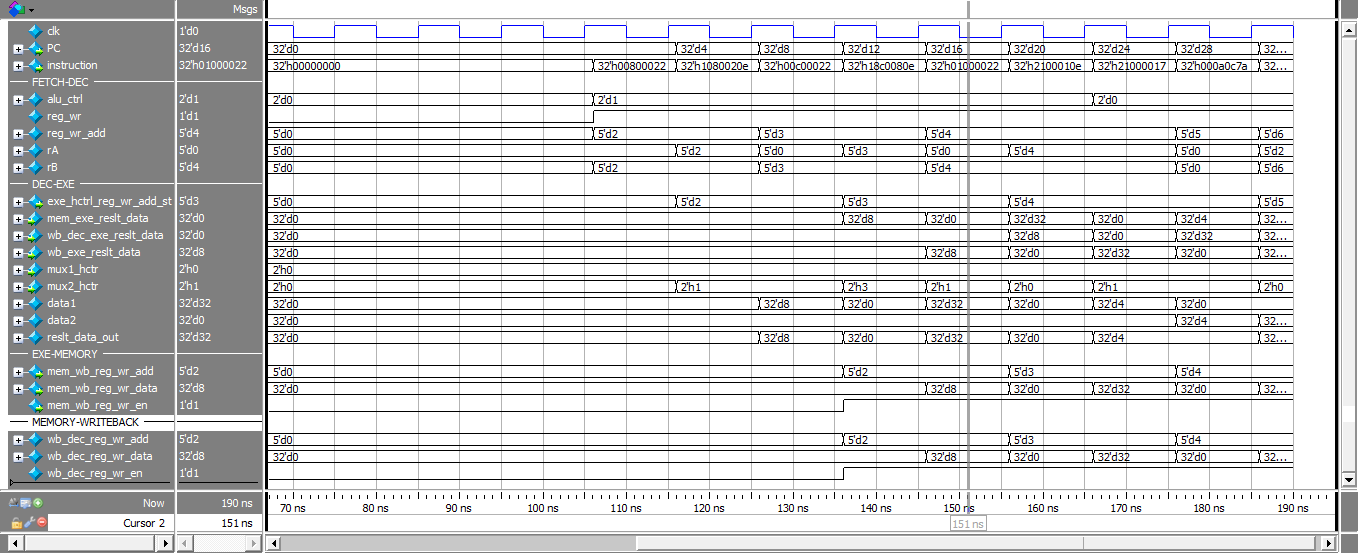 Msgs
clk 1'd0
PC 32'd16 32'd0 32'd4 32'd8 32'd12 32'd16 32'd20 32'd24 32'd28 32...
instruction 32'h01000022 32'h00000000 32'h00800022 32'h1080020e 32'h00c00022 32'h18c0080e 32'h01000022 32'h2100010e 32'h21000017 32'h000a0c7a 32...
FETCH-DEC
alu_ctrl 2'd1 2'd0 2'd1 2'd0
reg_wr 1'd1
reg_wr_add 5'd4 5'd0 5'd2 5'd3 5'd4 5'd5 5'd6
rA 5'd0 5'd0 5'd2 5'd0 5'd3 5'd0 5'd4 5'd0 5'd2
rB 5'd4 5'd0 5'd2 5'd3 5'd4 5'd0 5'd6
DEC-EXE
exe_hctrl_reg_wr_add_st 5'd3 5'd0 5'd2 5'd3 5'd4 5'd5
mem_exe_reslt_data 32'd0 32'd0 32'd8 32'd0 32'd32 32'd0 32'd4 32...
wb_dec_exe_reslt_data 32'd0 32'd0 32'd8 32'd0 32'd32 32...
wb_exe_reslt_data 32'd8 32'd0 32'd8 32'd0 32'd32 32'd0 32...
mux1_hctr 2'h0 2'h0
mux2_hctr 2'h1 2'h0 2'h1 2'h3 2'h1 2'h0 2'h1 2'h0
data1 32'd32 32'd0 32'd8 32'd0 32'd32 32'd0 32'd4 32'd0
data2 32'd0 32'd0 32'd4 32...
reslt_data_out 32'd32 32'd0 32'd8 32'd0 32'd32 32'd0 32'd4 32...
EXE-MEMORY
mem_wb_reg_wr_add 5'd2 5'd0 5'd2 5'd3 5'd4
mem_wb_reg_wr_data 32'd8 32'd0 32'd8 32'd0 32'd32 32'd0 32...
mem_wb_reg_wr_en 1'd1
MEMORY-WRITEBACK
wb_dec_reg_wr_add 5'd2 5'd0 5'd2 5'd3 5'd4
wb_dec_reg_wr_data 32'd8 32'd0 32'd8 32'd0 32'd32 32'd0 32...
wb_dec_reg_wr_en 1'd1
Now 190 ns 70 ns 80 ns 90 ns 100 ns 110 ns 120 ns 130 ns 140 ns 150 ns 160 ns 170 ns 180 ns 190 ns
Cursor 2 151 ns 151 ns